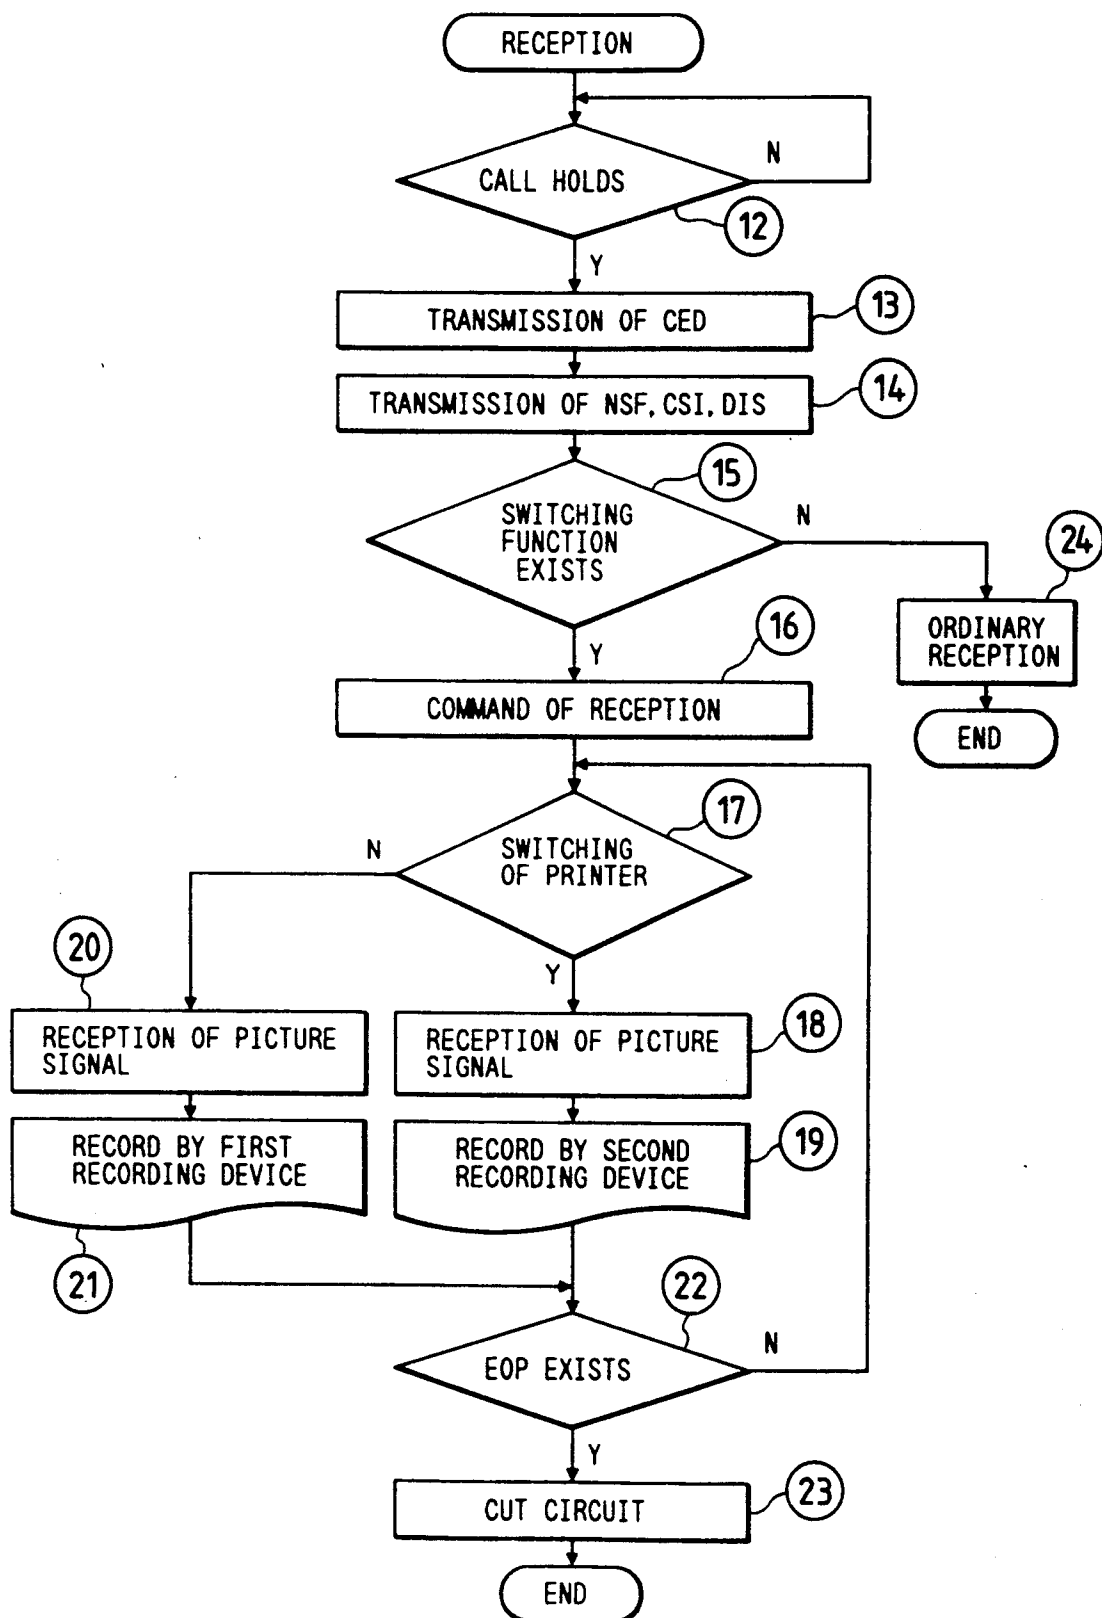 RECEPTION
CALL HOLDS
N
12
Y
TRANSMISSION OF CED
13
TRANSMISSION OF NSF, CSI, DIS
14
15
SWITCHING
FUNCTION
EXISTS
N
24
ORDINARY
RECEPTION
END
Y
16
COMMAND OF RECEPTION
17
SWITCHING
OF PRINTER
N
Y
20
RECEPTION OF PICTURE
SIGNAL
RECEPTION OF PICTURE
SIGNAL
18
RECORD BY FIRST
RECORDING DEVICE
21
RECORD BY SECOND
RECORDING DEVICE
19
22
EOP EXISTS
N
Y
CUT CIRCUIT
23
END